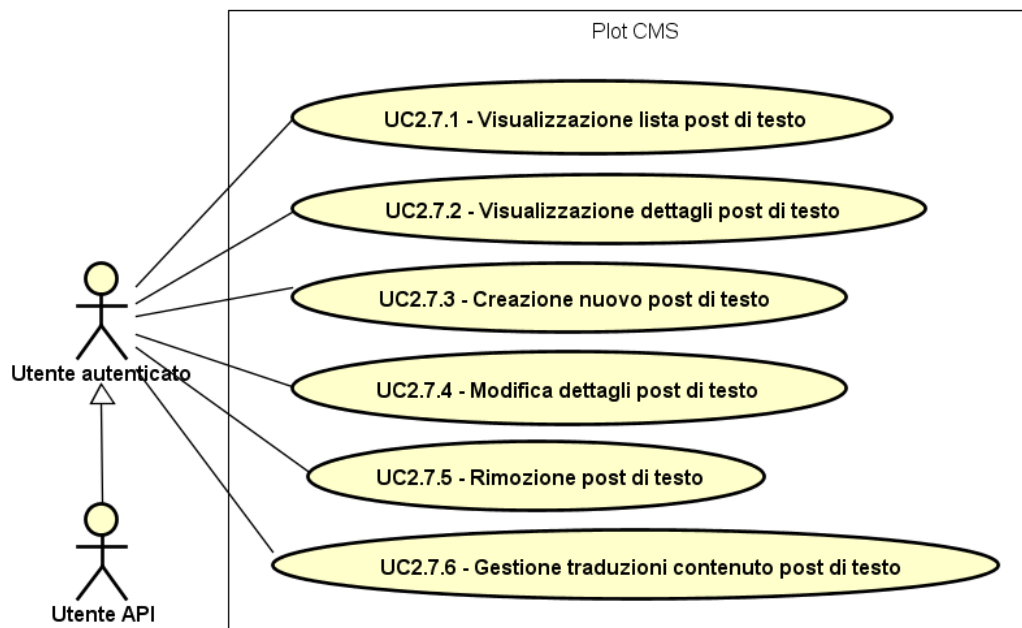 Plot CMS
UC2.7.1 - Visualizzazione lista post di testo
UC2.7.2 - Visualizzazione dettagli post di testo
UC2.7.3 - Creazione nuovo post di testo
Utente autenticato
UC2.7.4 - Modifica dettagli post di testo
UC2.7.5 - Rimozione post di testo
UC2.7.6 - Gestione traduzioni contenuto post di testo
Utente API